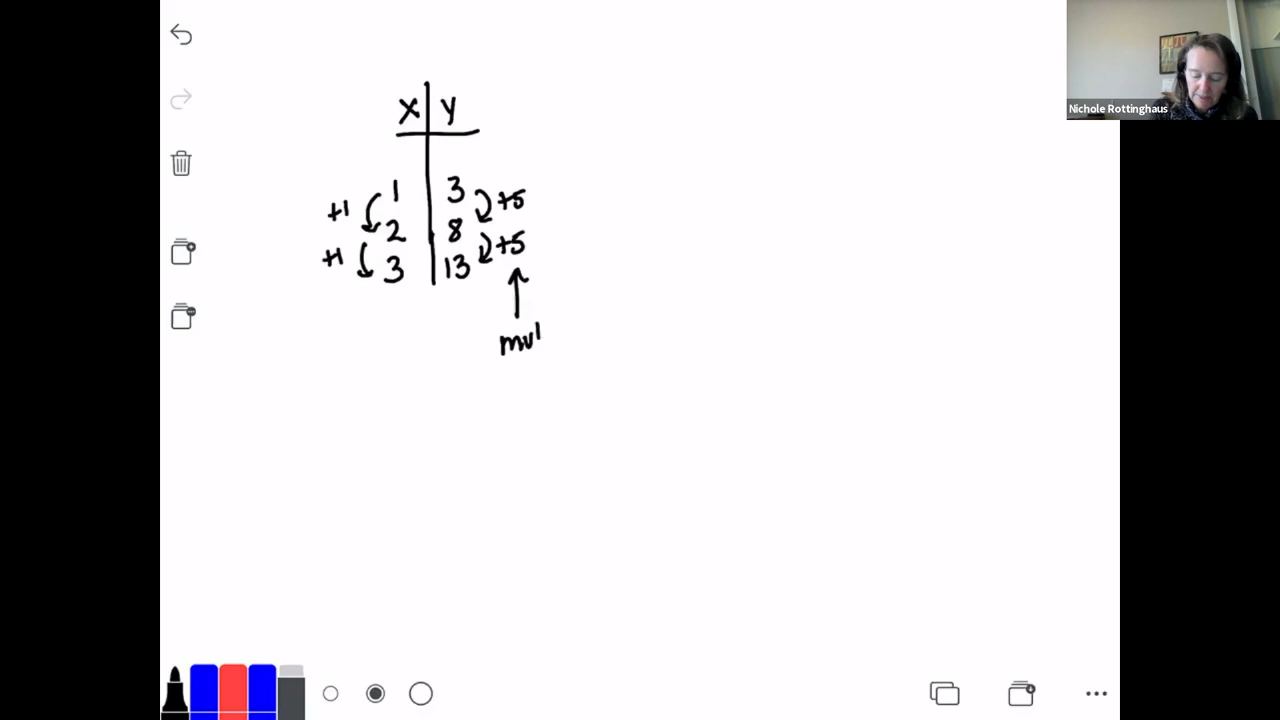 Nichole Rottinghaus
X Y
+1 1 3 +5
2 8
+1 +5
3 13
mul